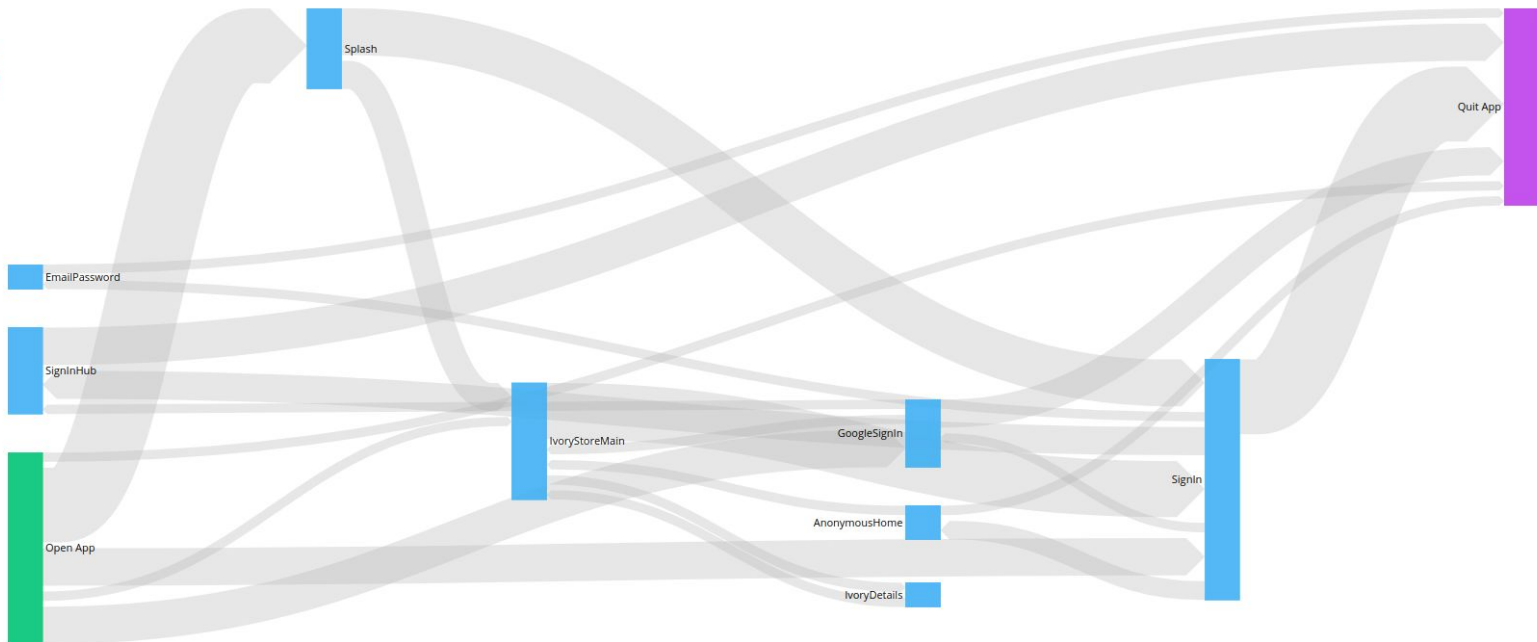 Splash
Quit App
EmailPassword
SignInHub
IvoryStoreMain
GoogleSignIn
SignIn
AnonymousHome
Open App
IvoryDetails